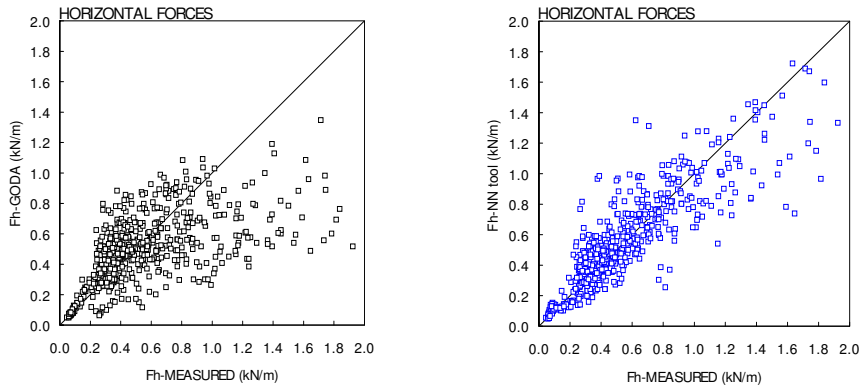 HORIZONTAL FORCES
2.0
1.8
1.6
1.4
1.2
1.0
0.8
0.6
0.4
0.2
0.0
Fh-GODA (kN/m)
0.0 0.2 0.4 0.6 0.8 1.0 1.2 1.4 1.6 1.8 2.0
Fh-MEASURED (kN/m)
HORIZONTAL FORCES
2.0
1.8
1.6
1.4
1.2
1.0
0.8
0.6
0.4
0.2
0.0
Fh-NN tool (kN/m)
0.0 0.2 0.4 0.6 0.8 1.0 1.2 1.4 1.6 1.8 2.0
Fh-MEASURED (kN/m)